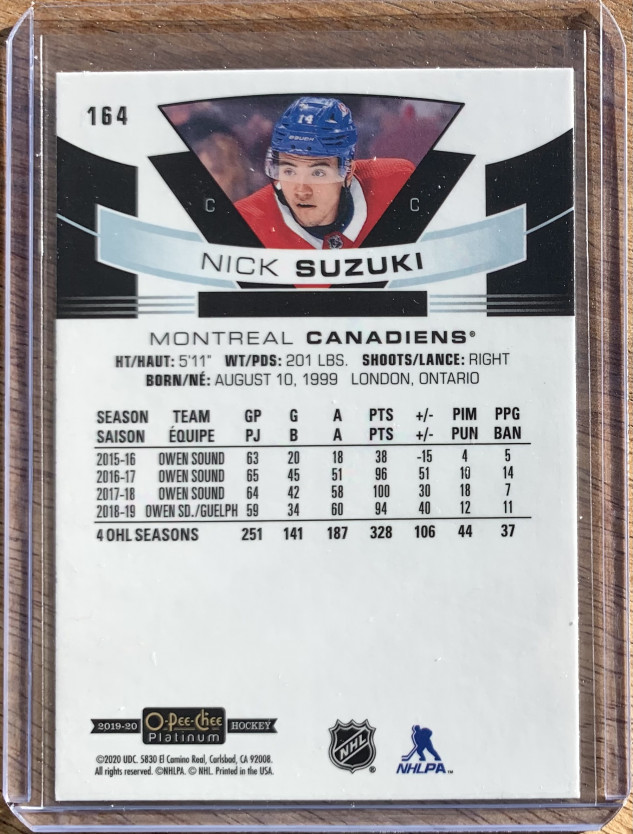 164
14
C C
NICK SUZUKI
MONTREAL CANADIENS®
HT/HAUT: 5'11" WT/PDS: 201 LBS. SHOOTS/LANCE: RIGHT
BORN/NÉ: AUGUST 10, 1999 LONDON, ONTARIO
SEASON TEAM GP G A PTS +/- PIM PPG
SAISON ÉQUIPE PJ B A PTS +/- PUN BAN
2015-16 OWEN SOUND 63 20 18 38 -15 4 5
2016-17 OWEN SOUND 65 45 51 96 51 10 14
2017-18 OWEN SOUND 64 42 58 100 30 18 7
2018-19 OWEN SD./GUELPH 59 34 60 94 40 12 11
4 OHL SEASONS 251 141 187 328 106 44 37
2019-20 O-Pee-Chee HOCKEY
Platinum
NHL ®
NHLPA™
©2020 UDC. 5830 El Camino Real, Carlsbad, CA 92008.
All rights reserved. ©NHLPA. © NHL. Printed in the USA.